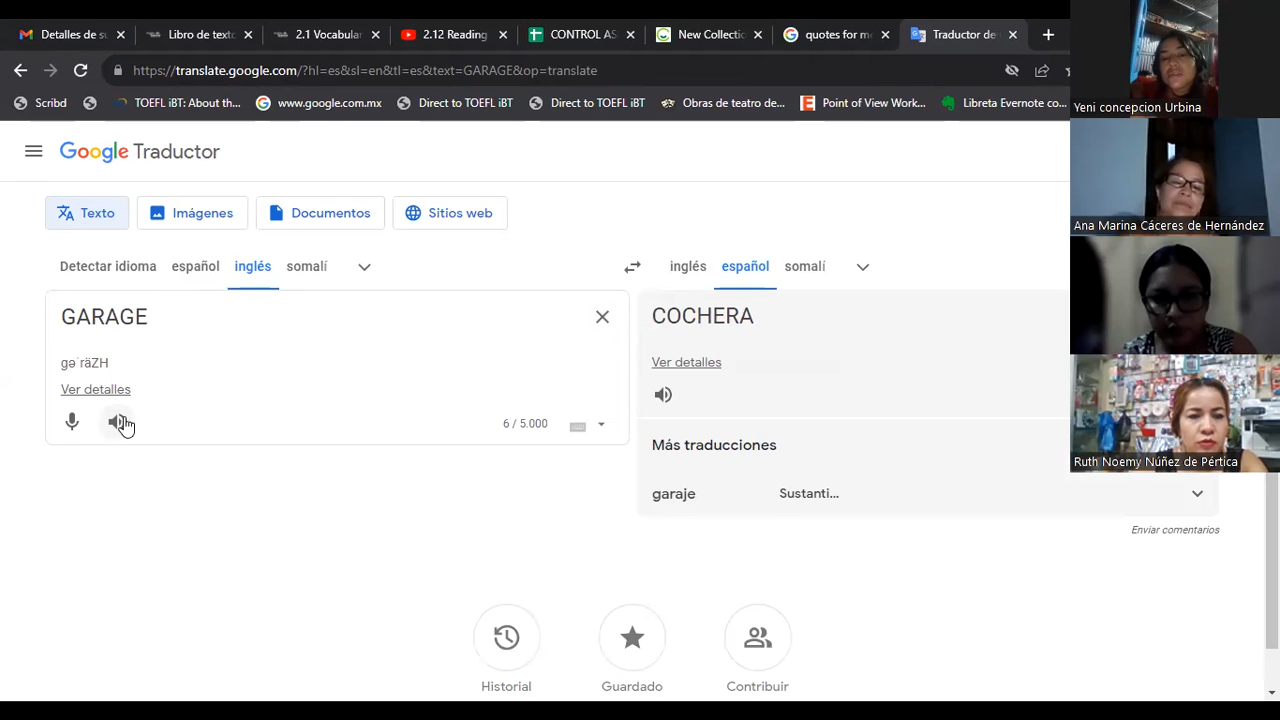 Detalles de su
Libro de texto
2.1 Vocabular
2.12 Reading
CONTROL AS
New Collectio
quotes for me
Traductor de
https://translate.google.com/?hl=es&sl=en&tl=es&text=GARAGE&op=translate
Scribd
TOEFL iBT: About th...
www.google.com.mx
Direct to TOEFL iBT
Direct to TOEFL iBT
Obras de teatro de...
Point of View Work...
Libreta Evernote co...
Google Traductor
Texto
Imágenes
Documentos
Sitios web
Detectar idioma español inglés somalí
inglés español somalí
GARAGE
COCHERA
gəˈräZH
Ver detalles
Ver detalles
6 / 5.000
Más traducciones
garaje Sustanti...
Enviar comentarios
Historial
Guardado
Contribuir
Yeni concepcion Urbina
Ana Marina Cáceres de Hernández
Ruth Noemy Núñez de Pértica